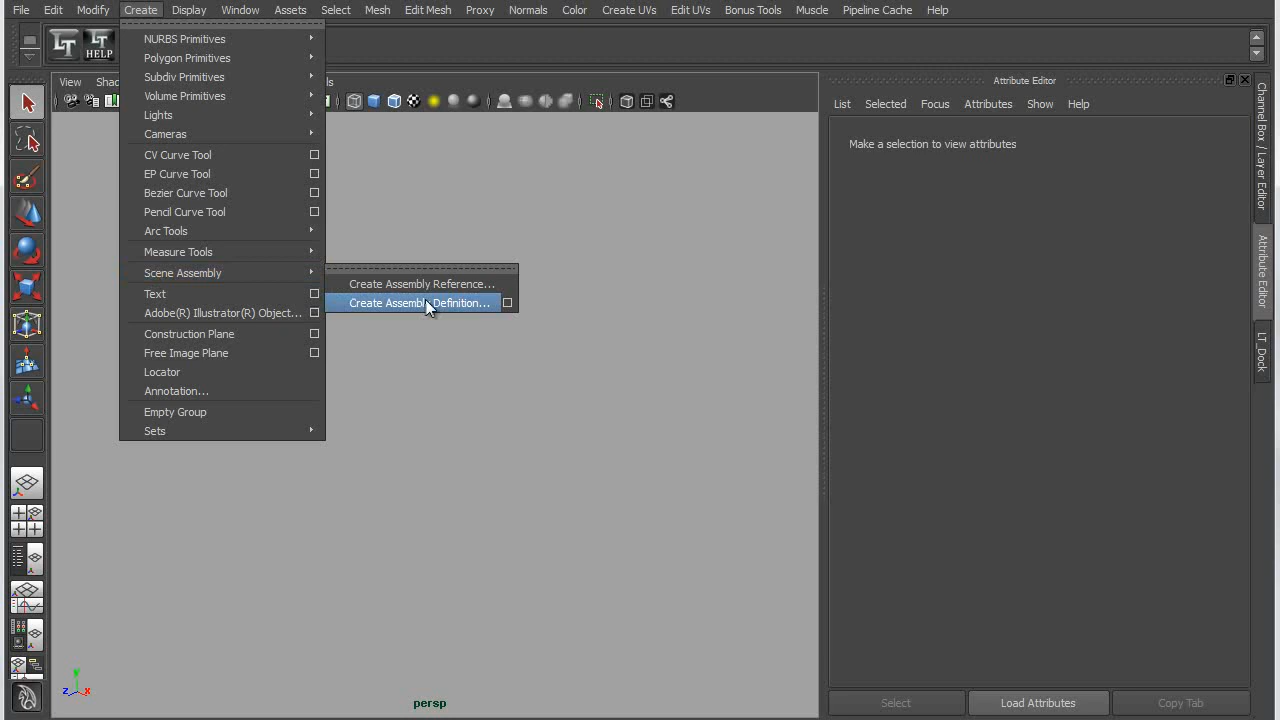 File Edit Modify Create Display Window Assets Select Mesh Edit Mesh Proxy Normals Color Create UVs Edit UVs Bonus Tools Muscle Pipeline Cache Help
LT LT HELP
View Shad ls
NURBS Primitives
Polygon Primitives
Subdiv Primitives
Volume Primitives
Lights
Cameras
CV Curve Tool
EP Curve Tool
Bezier Curve Tool
Pencil Curve Tool
Arc Tools
Measure Tools
Scene Assembly
Text
Adobe(R) Illustrator(R) Object...
Construction Plane
Free Image Plane
Locator
Annotation...
Empty Group
Sets
Create Assembly Reference...
Create Assembly Definition...
y
z x
persp
Attribute Editor
List Selected Focus Attributes Show Help
Make a selection to view attributes
Select Load Attributes Copy Tab
Channel Box / Layer Editor
Attribute Editor
LT_Dock